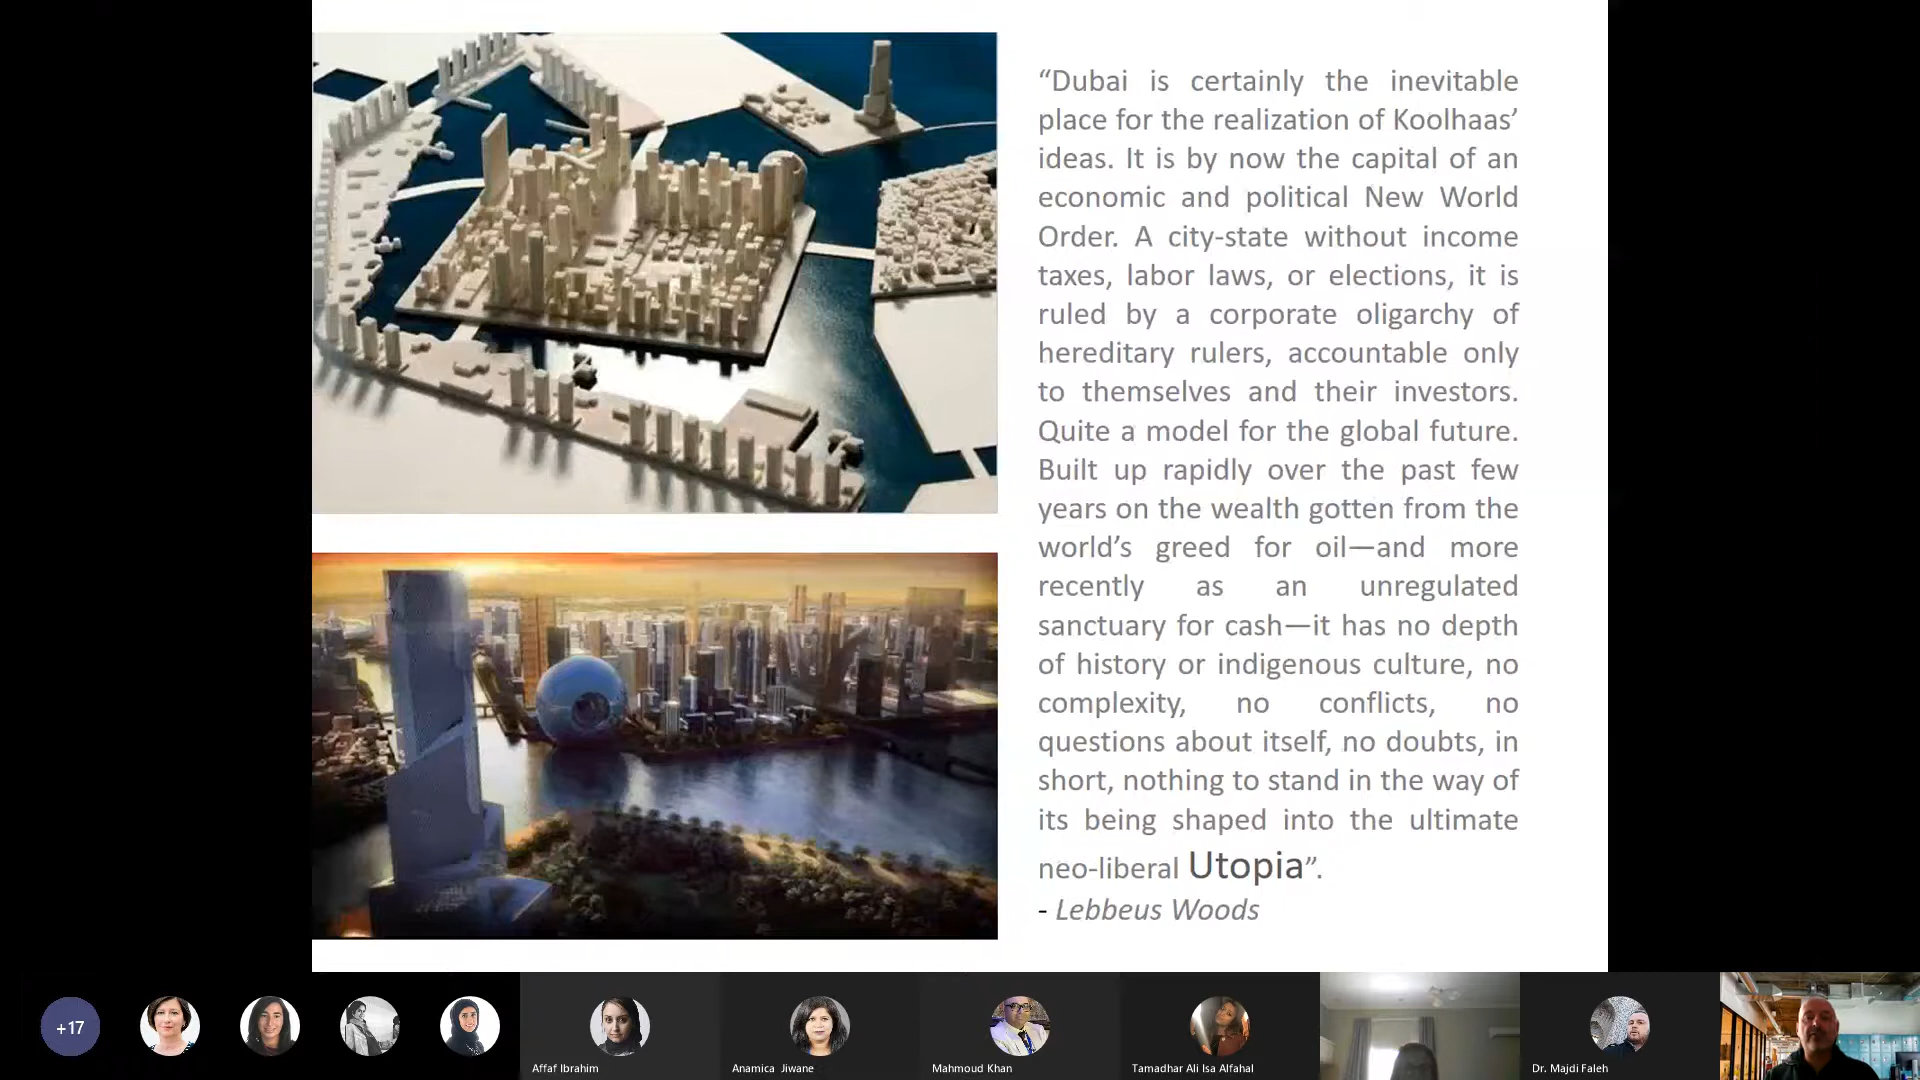 “Dubai is certainly the inevitable
place for the realization of Koolhaas’
ideas. It is by now the capital of an
economic and political New World
Order. A city-state without income
taxes, labor laws, or elections, it is
ruled by a corporate oligarchy of
hereditary rulers, accountable only
to themselves and their investors.
Quite a model for the global future.
Built up rapidly over the past few
years on the wealth gotten from the
world’s greed for oil—and more
recently as an unregulated
sanctuary for cash—it has no depth
of history or indigenous culture, no
complexity, no conflicts, no
questions about itself, no doubts, in
short, nothing to stand in the way of
its being shaped into the ultimate
neo-liberal Utopia”.
- Lebbeus Woods
+17
Affaf Ibrahim
Anamica Jiwane
Mahmoud Khan
Tamadhar Ali Isa Alfahal
Dr. Majdi Faleh